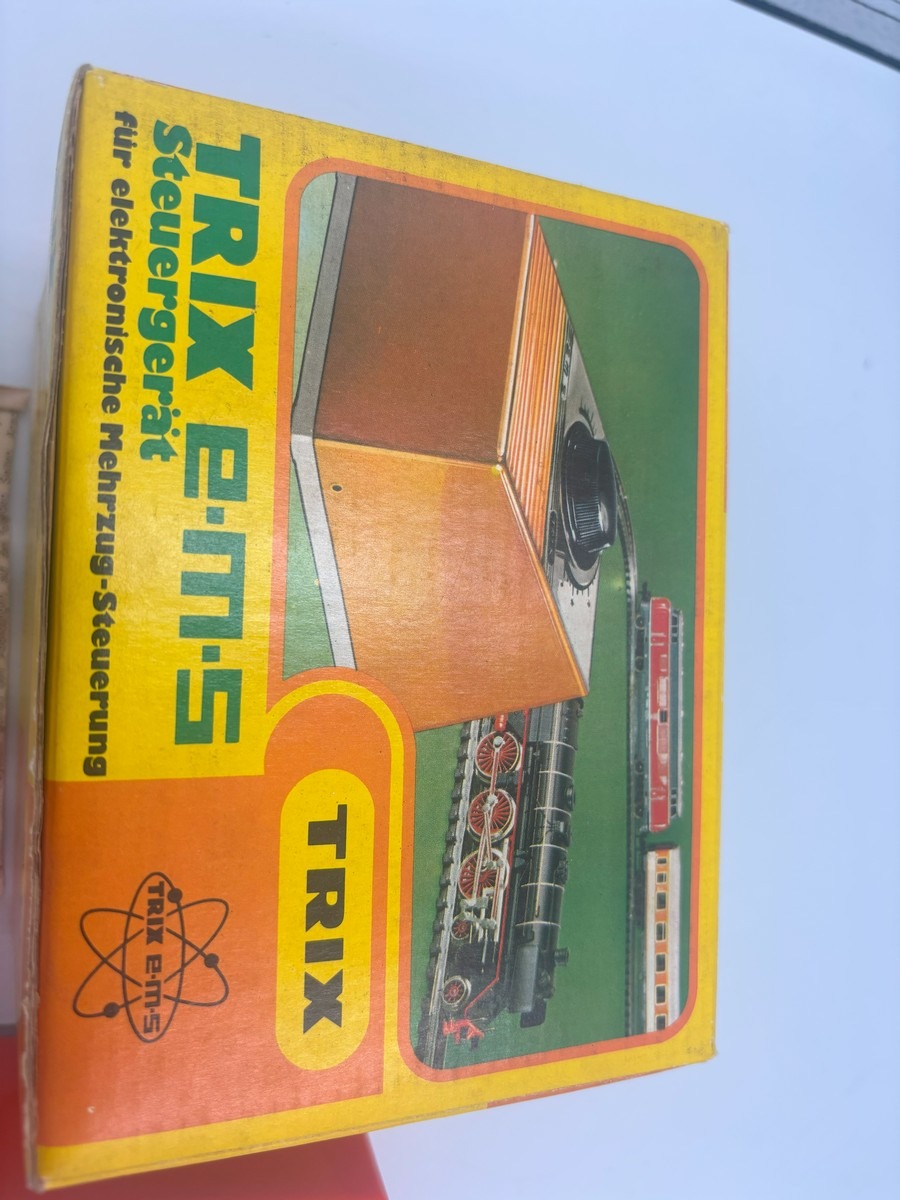 TRIX e·m·s
Steuergerät
für elektronische Mehrzug-Steuerung
TRIX
TRIX e·m·s